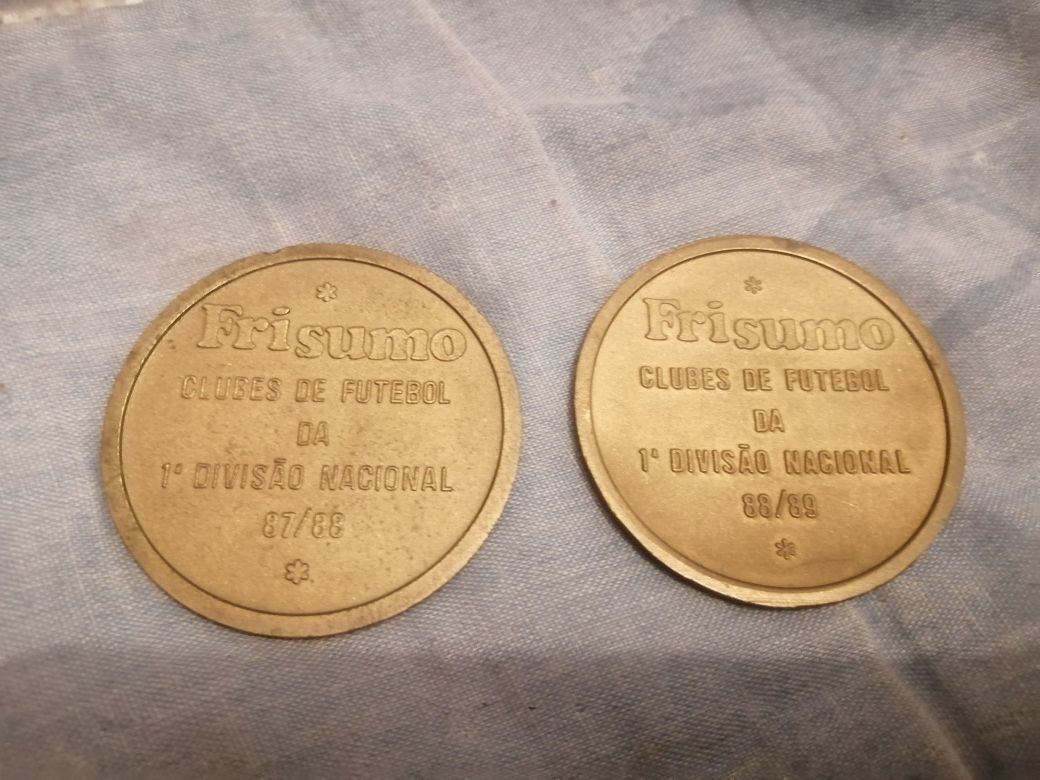 Frisumo
CLUBES DE FUTEBOL
DA
1ª DIVISÃO NACIONAL
87/88
Frisumo
CLUBES DE FUTEBOL
DA
1ª DIVISÃO NACIONAL
88/89